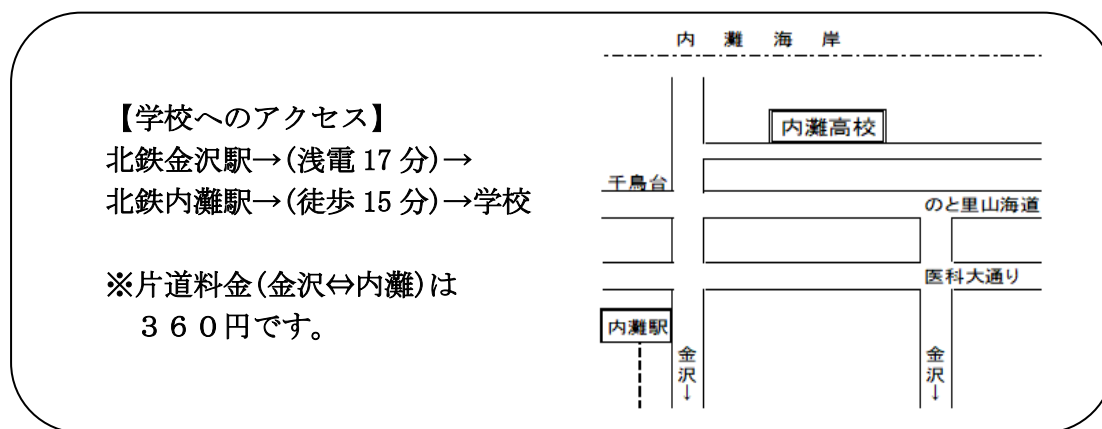 【学校へのアクセス】
北鉄金沢駅→(浅電 17 分)→
北鉄内灘駅→(徒歩 15 分)→学校
※片道料金(金沢⇔内灘)は
３６０円です。
内 灘 海 岸
内灘高校
千鳥台
のと里山海道
医科大通り
内灘駅
金沢→
金沢→